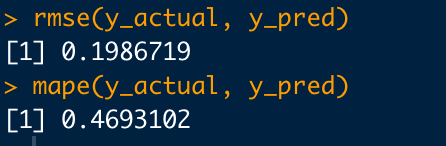 > rmse(y_actual, y_pred)
[1] 0.1986719
> mape(y_actual, y_pred)
[1] 0.4693102